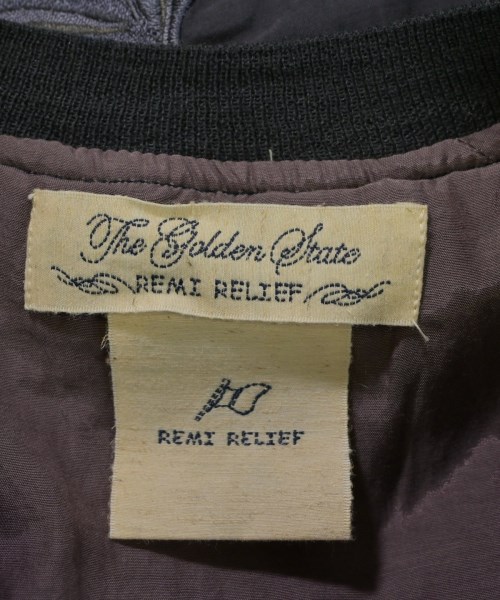 The Golden State
REMI RELIEF
REMI RELIEF